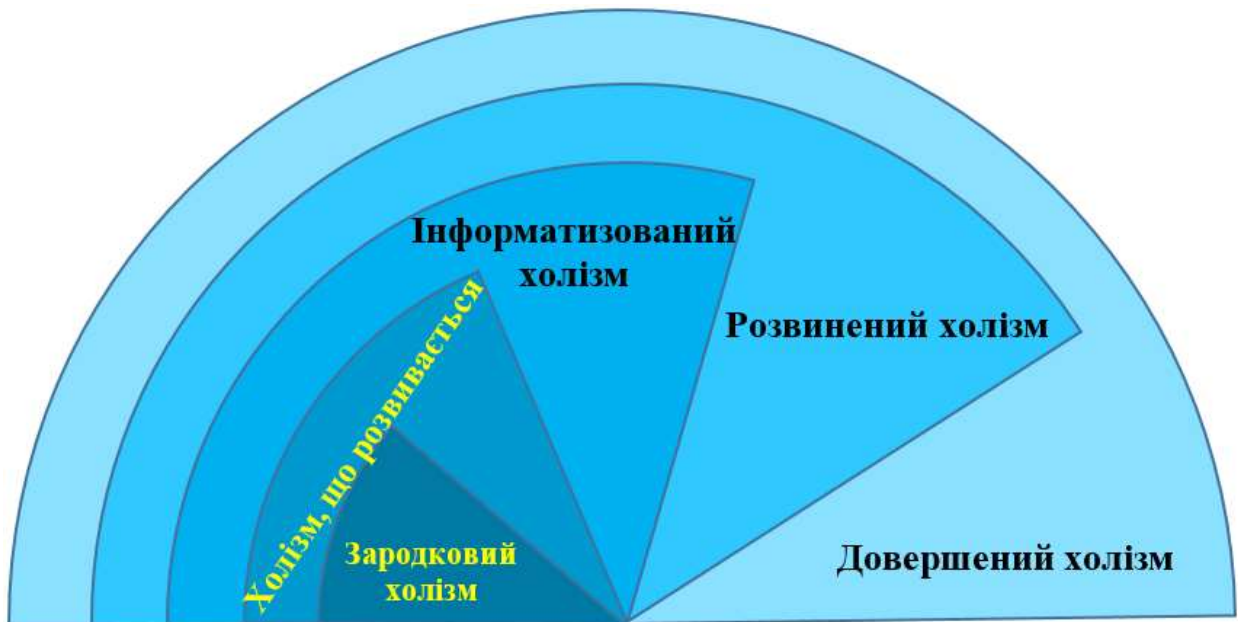 Інформатизований
холізм
Холізм, що розвивається
Розвинений холізм
Зародковий
холізм
Довершений холізм